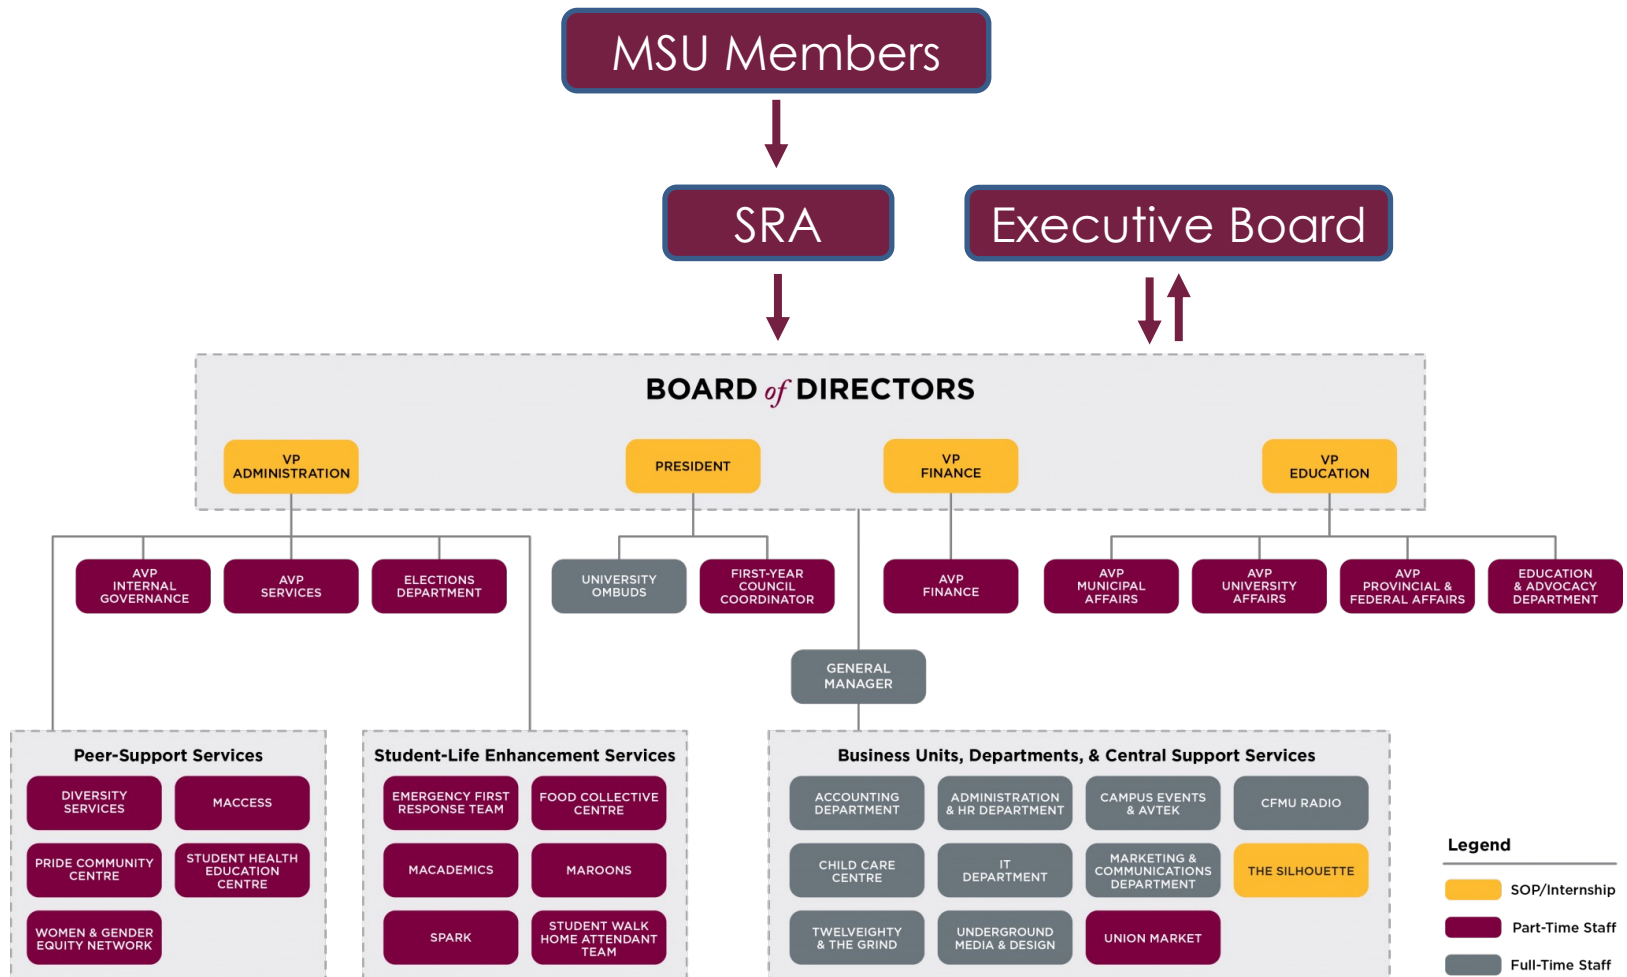 MSU Members
SRA
Executive Board
BOARD of DIRECTORS
VP
ADMINISTRATION
PRESIDENT
VP
FINANCE
VP
EDUCATION
AVP
INTERNAL
GOVERNANCE
AVP
SERVICES
ELECTIONS
DEPARTMENT
UNIVERSITY
OMBUDS
FIRST-YEAR
COUNCIL
COORDINATOR
AVP
FINANCE
AVP
MUNICIPAL
AFFAIRS
AVP
UNIVERSITY
AFFAIRS
AVP
PROVINCIAL &
FEDERAL AFFAIRS
EDUCATION
& ADVOCACY
DEPARTMENT
GENERAL
MANAGER
Peer-Support Services
DIVERSITY
SERVICES
MACCESS
PRIDE COMMUNITY
CENTRE
STUDENT HEALTH
EDUCATION
CENTRE
WOMEN & GENDER
EQUITY NETWORK
Student-Life Enhancement Services
EMERGENCY FIRST
RESPONSE TEAM
FOOD COLLECTIVE
CENTRE
MACADEMICS
MAROONS
SPARK
STUDENT WALK
HOME ATTENDANT
TEAM
Business Units, Departments, & Central Support Services
ACCOUNTING
DEPARTMENT
ADMINISTRATION
& HR DEPARTMENT
CAMPUS EVENTS
& AVTEK
CFMU RADIO
CHILD CARE
CENTRE
IT
DEPARTMENT
MARKETING &
COMMUNICATIONS
DEPARTMENT
THE SILHOUETTE
TWELVEIGHTY
& THE GRIND
UNDERGROUND
MEDIA & DESIGN
UNION MARKET
Legend
SOP/Internship
Part-Time Staff
Full-Time Staff